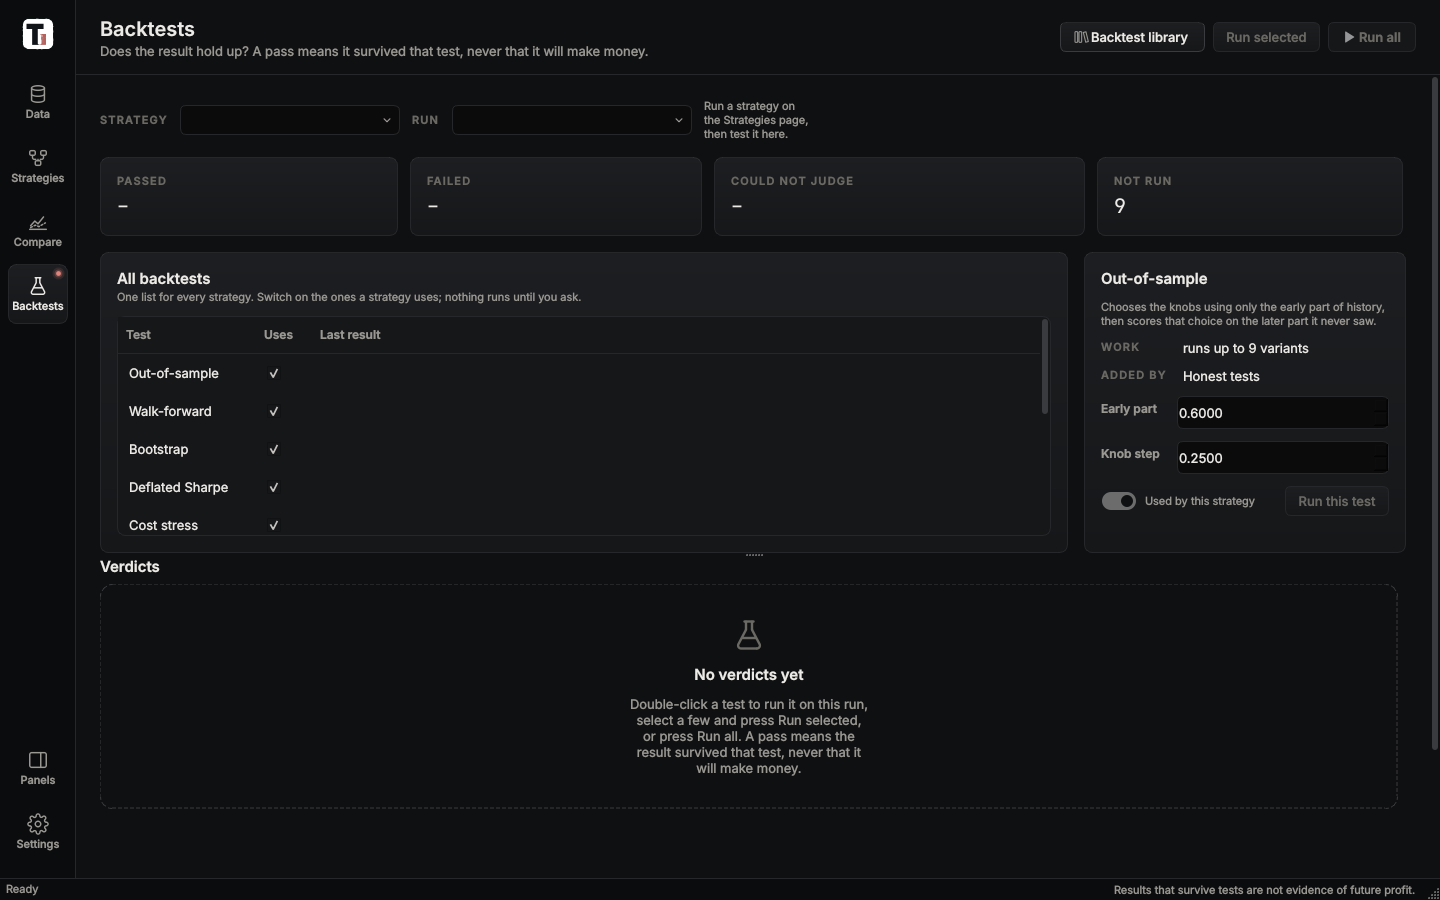 Backtests
Does the result hold up? A pass means it survived that test, never that it will make money.
Backtest library
Run selected
Run all
Data
Strategies
Compare
Backtests
Panels
Settings
STRATEGY
RUN
Run a strategy on
the Strategies page,
then test it here.
PASSED
–
FAILED
–
COULD NOT JUDGE
–
NOT RUN
9
All backtests
One list for every strategy. Switch on the ones a strategy uses; nothing runs until you ask.
Test Uses Last result
Out-of-sample ✓
Walk-forward ✓
Bootstrap ✓
Deflated Sharpe ✓
Cost stress ✓
Out-of-sample
Chooses the knobs using only the early part of history,
then scores that choice on the later part it never saw.
WORK runs up to 9 variants
ADDED BY Honest tests
Early part 0.6000
Knob step 0.2500
Used by this strategy
Run this test
Verdicts
No verdicts yet
Double-click a test to run it on this run,
select a few and press Run selected,
or press Run all. A pass means the
result survived that test, never that it
will make money.
Ready
Results that survive tests are not evidence of future profit.